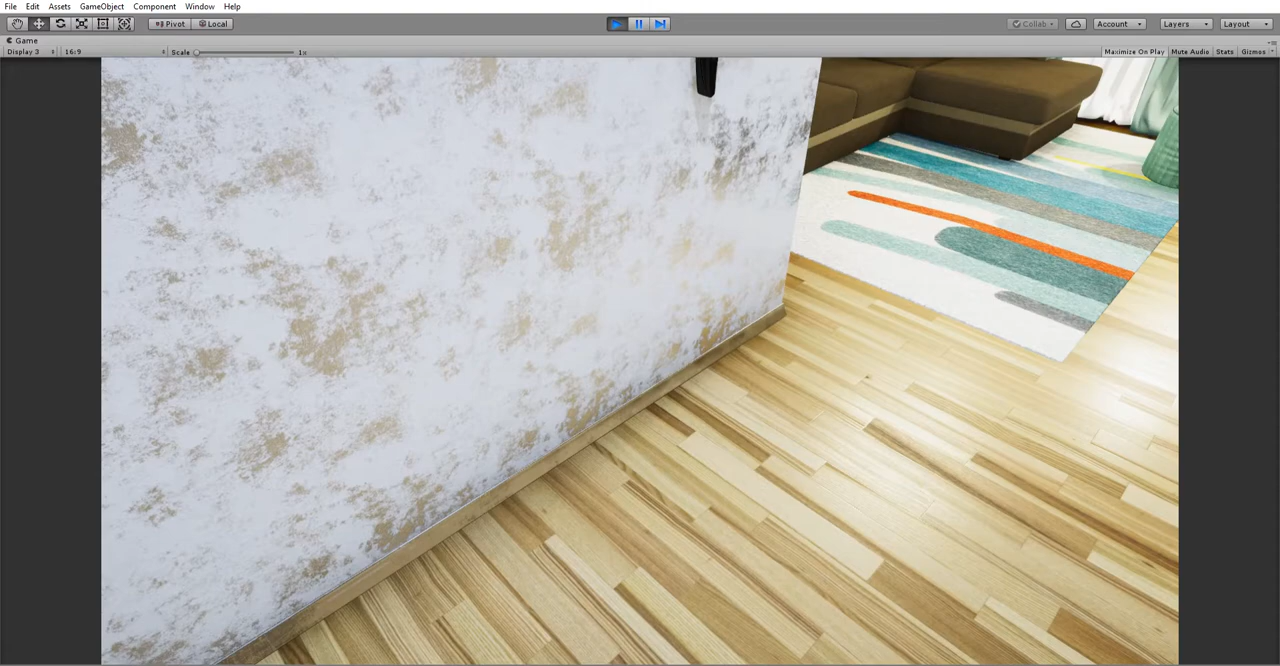 File Edit Assets GameObject Component Window Help
Pivot Local Collab Account Layers Layout
Game
Display 3 16:9 Scale 1x Maximize On Play Mute Audio Stats Gizmos